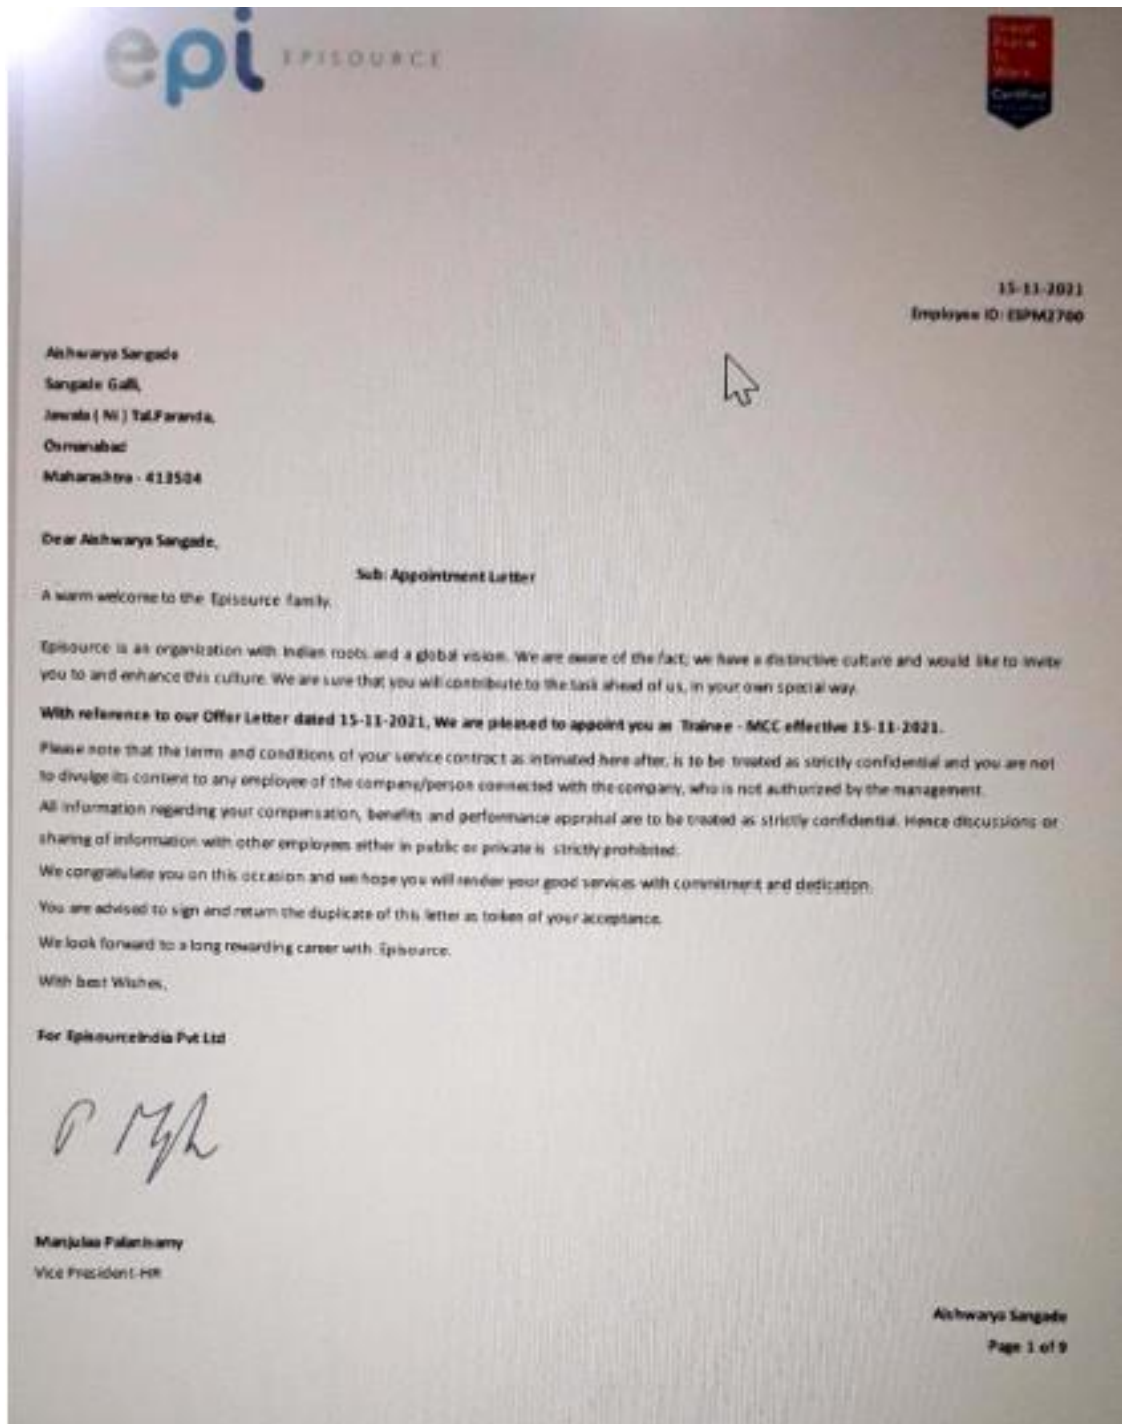 epi EPISOURCE
Great
Place
To
Work
Certified
15-11-2021
Employee ID: ESPM2700
Aishwarya Sangade
Sangade Galli,
Jawala ( Ni ) Tal.Paranda,
Osmanabad
Maharashtra - 413504
Dear Aishwarya Sangade,
Sub: Appointment Letter
A warm welcome to the Episource family.
Episource is an organization with Indian roots and a global vision. We are aware of the fact, we have a distinctive culture and would like to invite
you to and enhance this culture. We are sure that you will contribute to the task ahead of us, in your own special way.
With reference to our Offer Letter dated 15-11-2021, We are pleased to appoint you as Trainee - MCC effective 15-11-2021.
Please note that the terms and conditions of your service contract as intimated here after, is to be treated as strictly confidential and you are not
to divulge its content to any employee of the company/person connected with the company, who is not authorized by the management.
All information regarding your compensation, benefits and performance appraisal are to be treated as strictly confidential. Hence discussions or
sharing of information with other employees either in public or private is strictly prohibited.
We congratulate you on this occasion and we hope you will render your good services with commitment and dedication.
You are advised to sign and return the duplicate of this letter as token of your acceptance.
We look forward to a long rewarding career with Episource.
With best Wishes,
For EpisourceIndia Pvt Ltd
Manjulaa Palanisamy
Vice President-HR
Aishwarya Sangade
Page 1 of 9